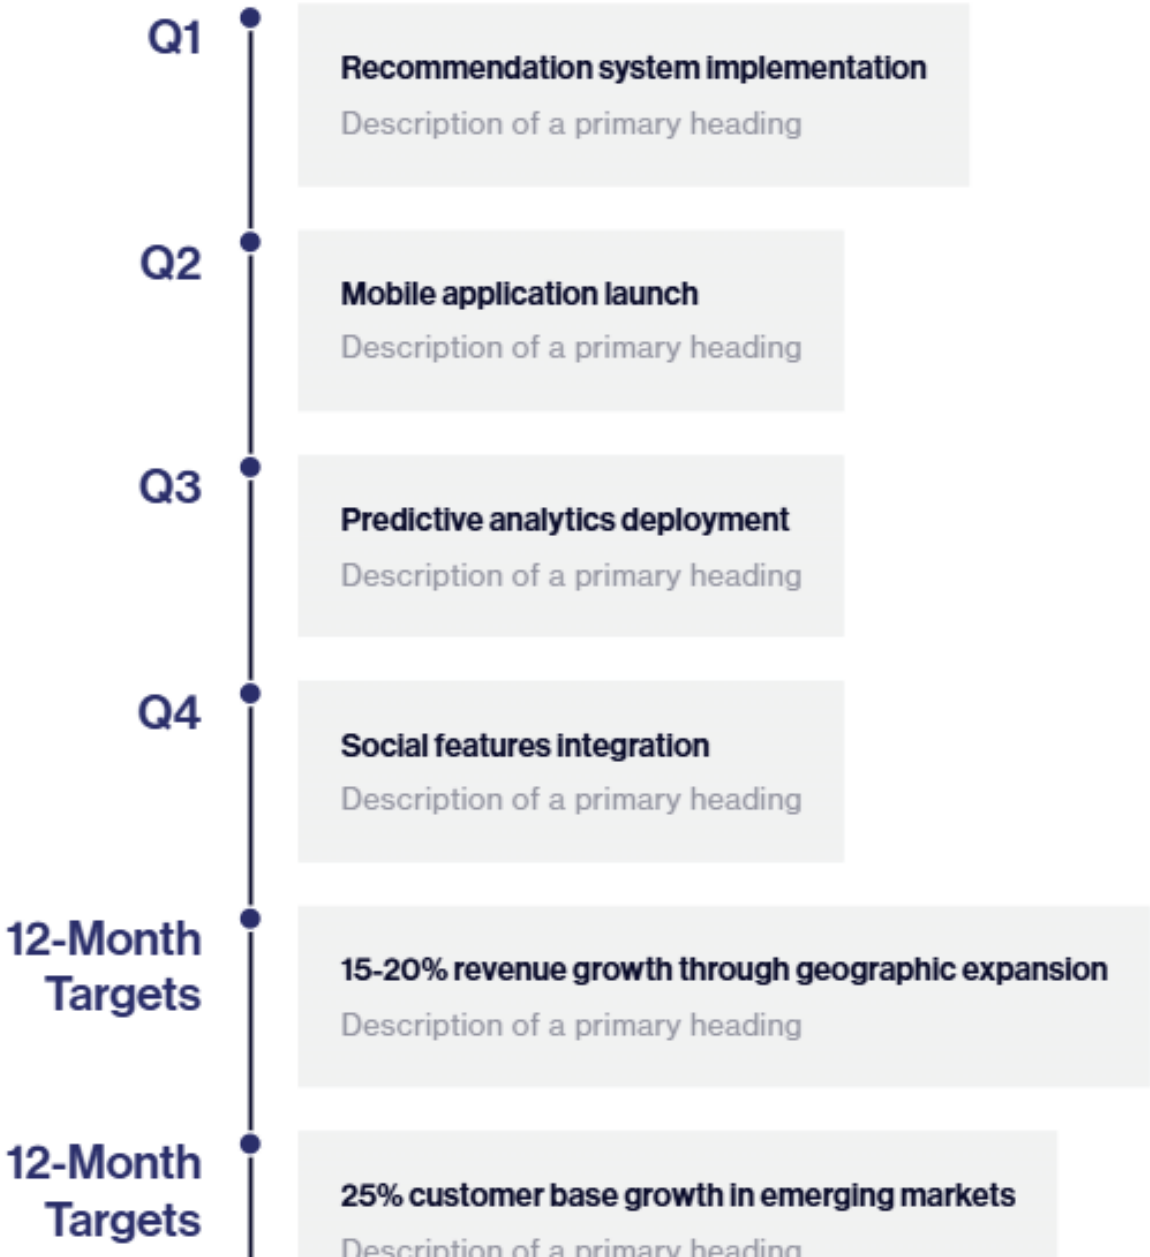 Q1
Recommendation system implementation
Description of a primary heading
Q2
Mobile application launch
Description of a primary heading
Q3
Predictive analytics deployment
Description of a primary heading
Q4
Social features integration
Description of a primary heading
12-Month
Targets
15-20% revenue growth through geographic expansion
Description of a primary heading
12-Month
Targets
25% customer base growth in emerging markets
Description of a primary heading